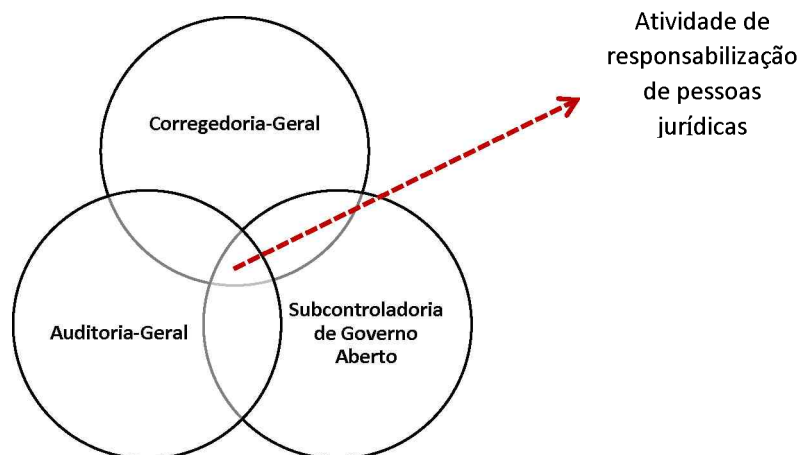 Atividade de
responsabilização
de pessoas
jurídicas
Corregedoria-Geral
Auditoria-Geral
Subcontroladoria
de Governo
Aberto